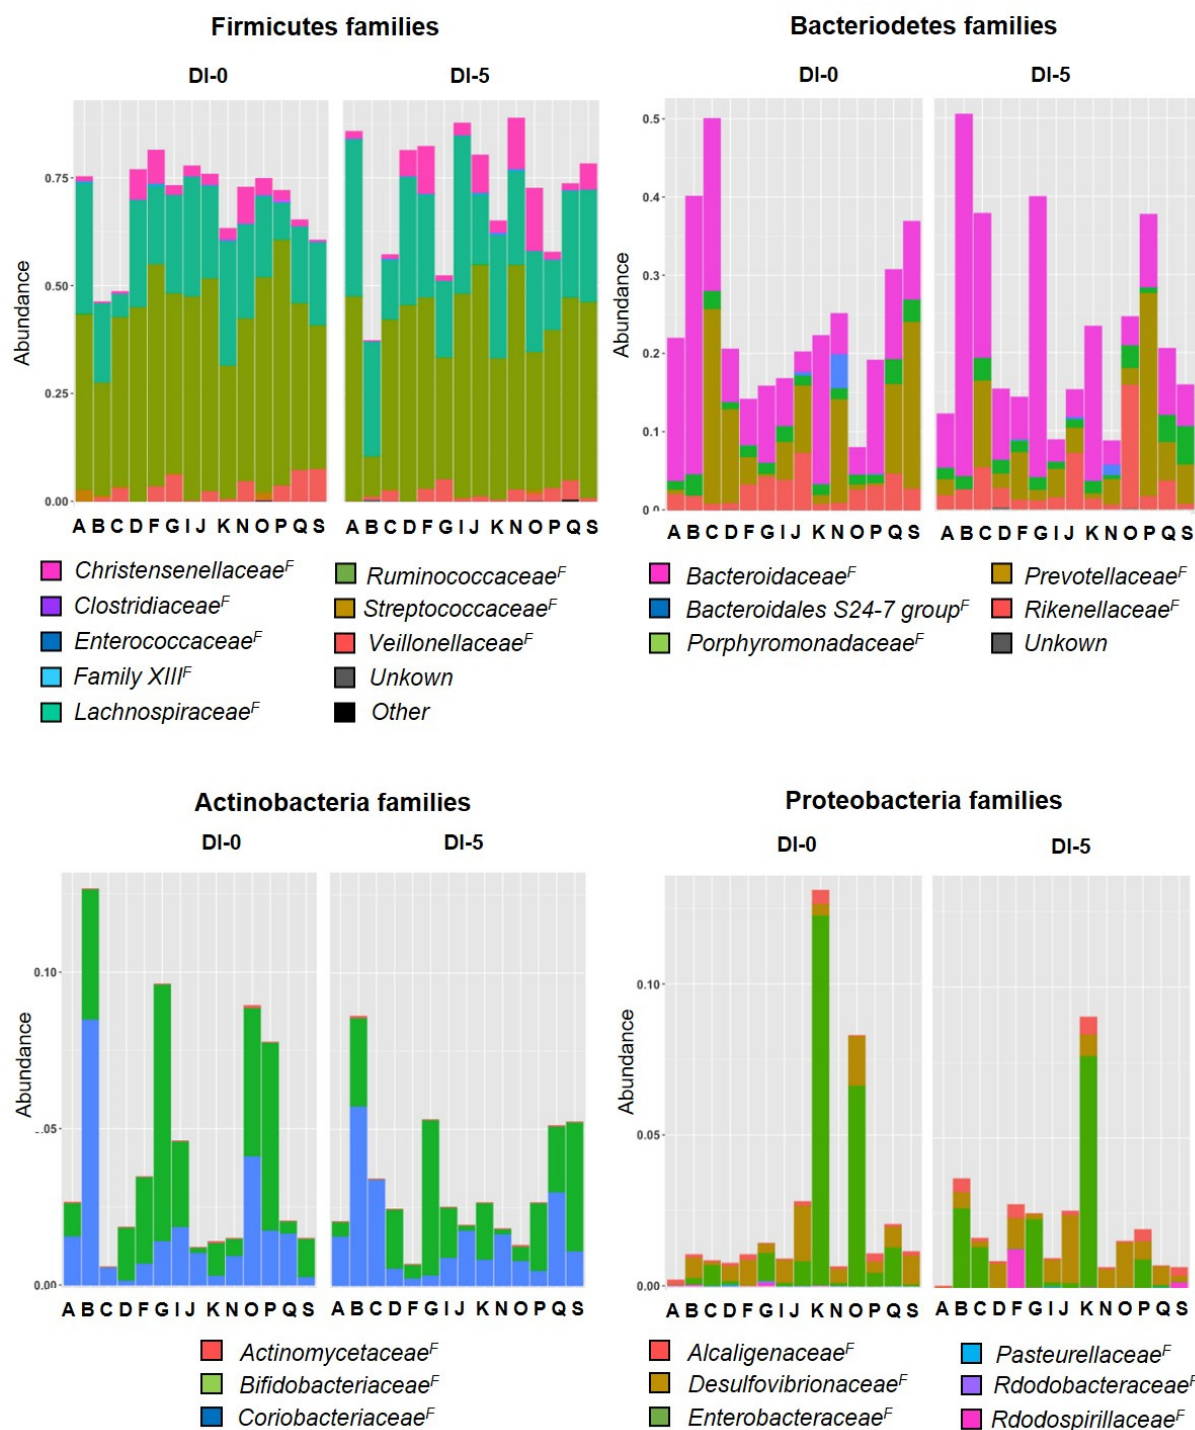 Firmicutes families
DI-0 DI-5
Abundance
0.75
0.50
0.25
0.00
A B C D F G I J K N O P Q S A B C D F G I J K N O P Q S
Christensenellaceae^F
Clostridiaceae^F
Enterococcaceae^F
Family XIII^F
Lachnospiraceae^F
Ruminococcaceae^F
Streptococcaceae^F
Veillonellaceae^F
Unkown
Other
Bacteriodetes families
DI-0 DI-5
Abundance
0.5
0.4
0.3
0.2
0.1
0.0
A B C D F G I J K N O P Q S A B C D F G I J K N O P Q S
Bacteroidaceae^F
Bacteroidales S24-7 group^F
Porphyromonadaceae^F
Prevotellaceae^F
Rikenellaceae^F
Unkown
Actinobacteria families
DI-0 DI-5
Abundance
0.10
.05
0.00
A B C D F G I J K N O P Q S A B C D F G I J K N O P Q S
Actinomycetaceae^F
Bifidobacteriaceae^F
Coriobacteriaceae^F
Proteobacteria families
DI-0 DI-5
Abundance
0.10
0.05
0.00
A B C D F G I J K N O P Q S A B C D F G I J K N O P Q S
Alcaligenaceae^F
Desulfovibrionaceae^F
Enterobacteraceae^F
Pasteurellaceae^F
Rdodobacteraceae^F
Rdodospirillaceae^F